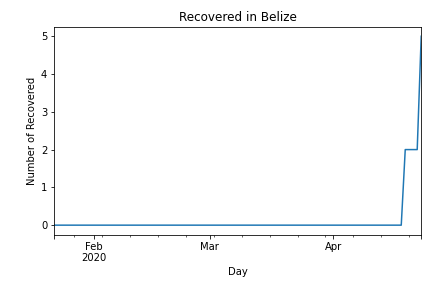 Recovered in Belize
5
4
3
2
1
0
Number of Recovered
Feb
2020
Mar
Apr
Day